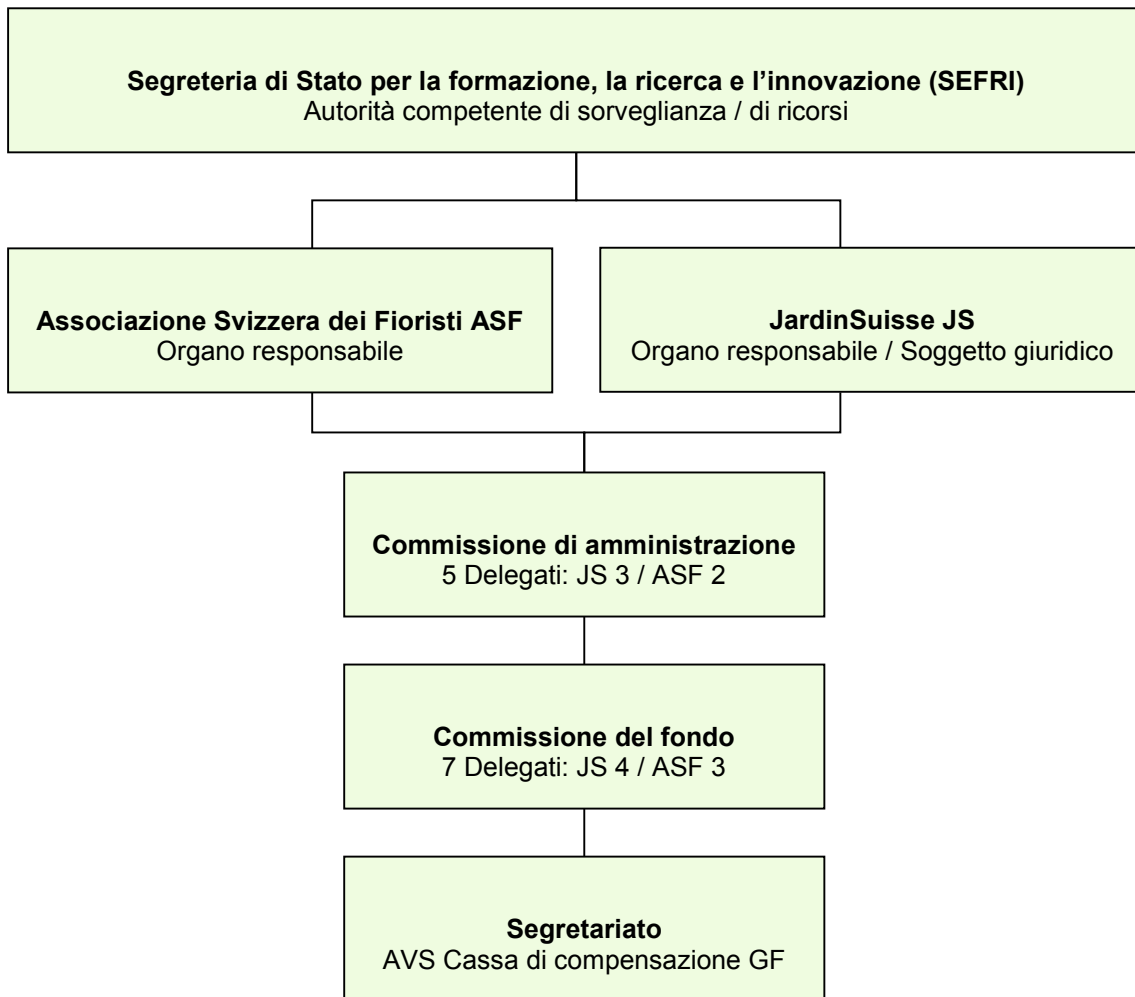 Segreteria di Stato per la formazione, la ricerca e l’innovazione (SEFRI)
Autorità competente di sorveglianza / di ricorsi
Associazione Svizzera dei Fioristi ASF
Organo responsabile
JardinSuisse JS
Organo responsabile / Soggetto giuridico
Commissione di amministrazione
5 Delegati: JS 3 / ASF 2
Commissione del fondo
7 Delegati: JS 4 / ASF 3
Segretariato
AVS Cassa di compensazione GF